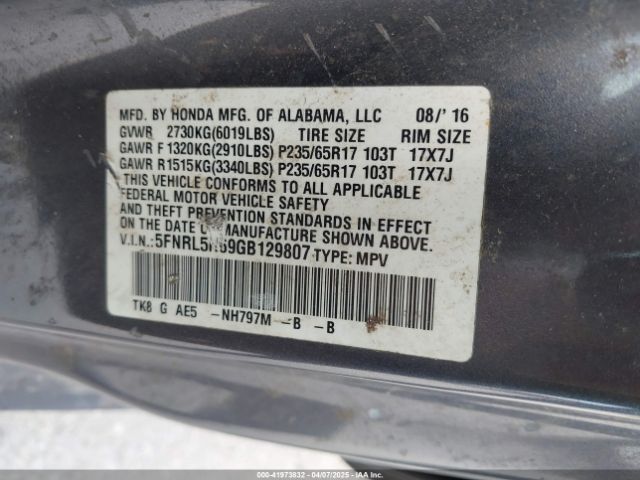 MFD. BY HONDA MFG. OF ALABAMA, LLC 08/'16
GVWR 2730KG(6019LBS) TIRE SIZE RIM SIZE
GAWR F 1320KG(2910LBS) P235/65R17 103T 17X7J
GAWR R 1515KG(3340LBS) P235/65R17 103T 17X7J
THIS VEHICLE CONFORMS TO ALL APPLICABLE
FEDERAL MOTOR VEHICLE SAFETY
AND THEFT PREVENTION STANDARDS IN EFFECT
ON THE DATE OF MANUFACTURE SHOWN ABOVE.
V.I.N.: TYPE: MPV
TK8 G AE5 -NH797M -B -B
000-41973832 - 04/07/2025 -